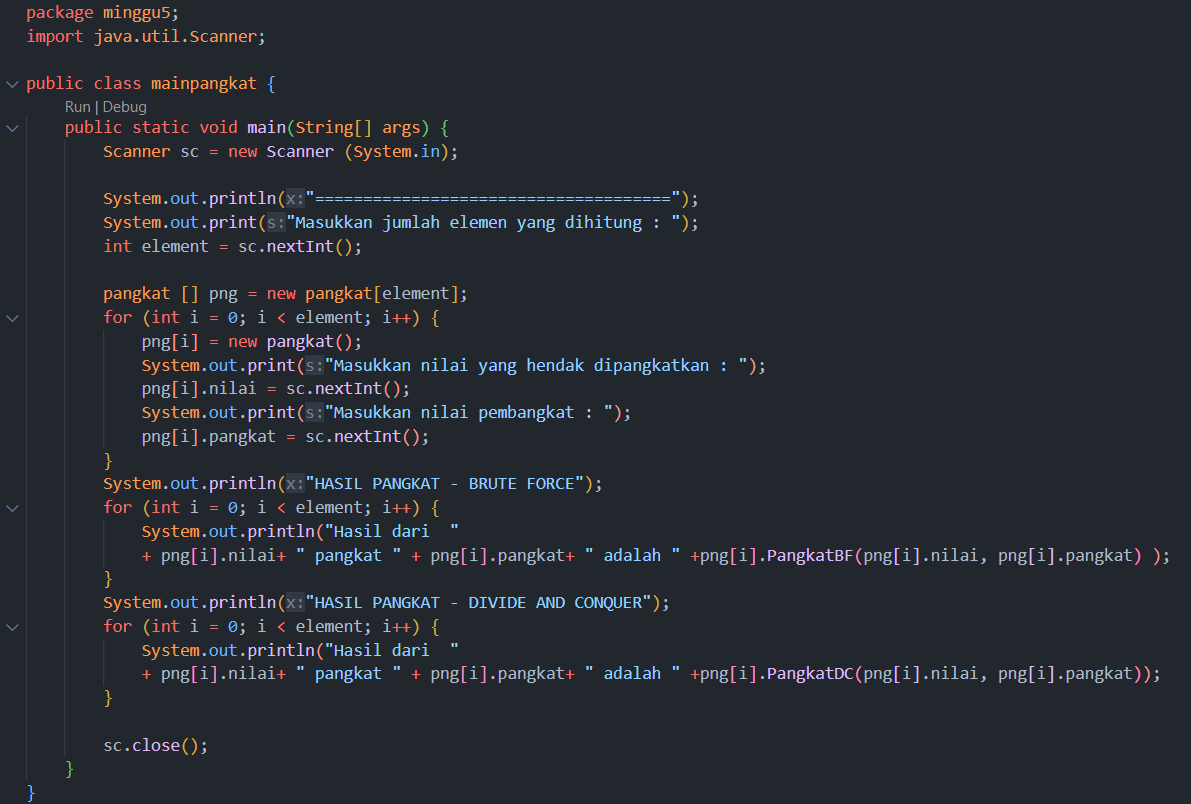 package minggu5;
import java.util.Scanner;
public class mainpangkat {
Run | Debug
public static void main(String[] args) {
Scanner sc = new Scanner (System.in);
System.out.println(x:"=====================================");
System.out.print(s:"Masukkan jumlah elemen yang dihitung : ");
int element = sc.nextInt();
pangkat [] png = new pangkat[element];
for (int i = 0; i < element; i++) {
png[i] = new pangkat();
System.out.print(s:"Masukkan nilai yang hendak dipangkatkan : ");
png[i].nilai = sc.nextInt();
System.out.print(s:"Masukkan nilai pembangkat : ");
png[i].pangkat = sc.nextInt();
}
System.out.println(x:"HASIL PANGKAT - BRUTE FORCE");
for (int i = 0; i < element; i++) {
System.out.println("Hasil dari  "
+ png[i].nilai+ " pangkat " + png[i].pangkat+ " adalah " +png[i].PangkatBF(png[i].nilai, png[i].pangkat) );
}
System.out.println(x:"HASIL PANGKAT - DIVIDE AND CONQUER");
for (int i = 0; i < element; i++) {
System.out.println("Hasil dari  "
+ png[i].nilai+ " pangkat " + png[i].pangkat+ " adalah " +png[i].PangkatDC(png[i].nilai, png[i].pangkat));
}
sc.close();
}
}